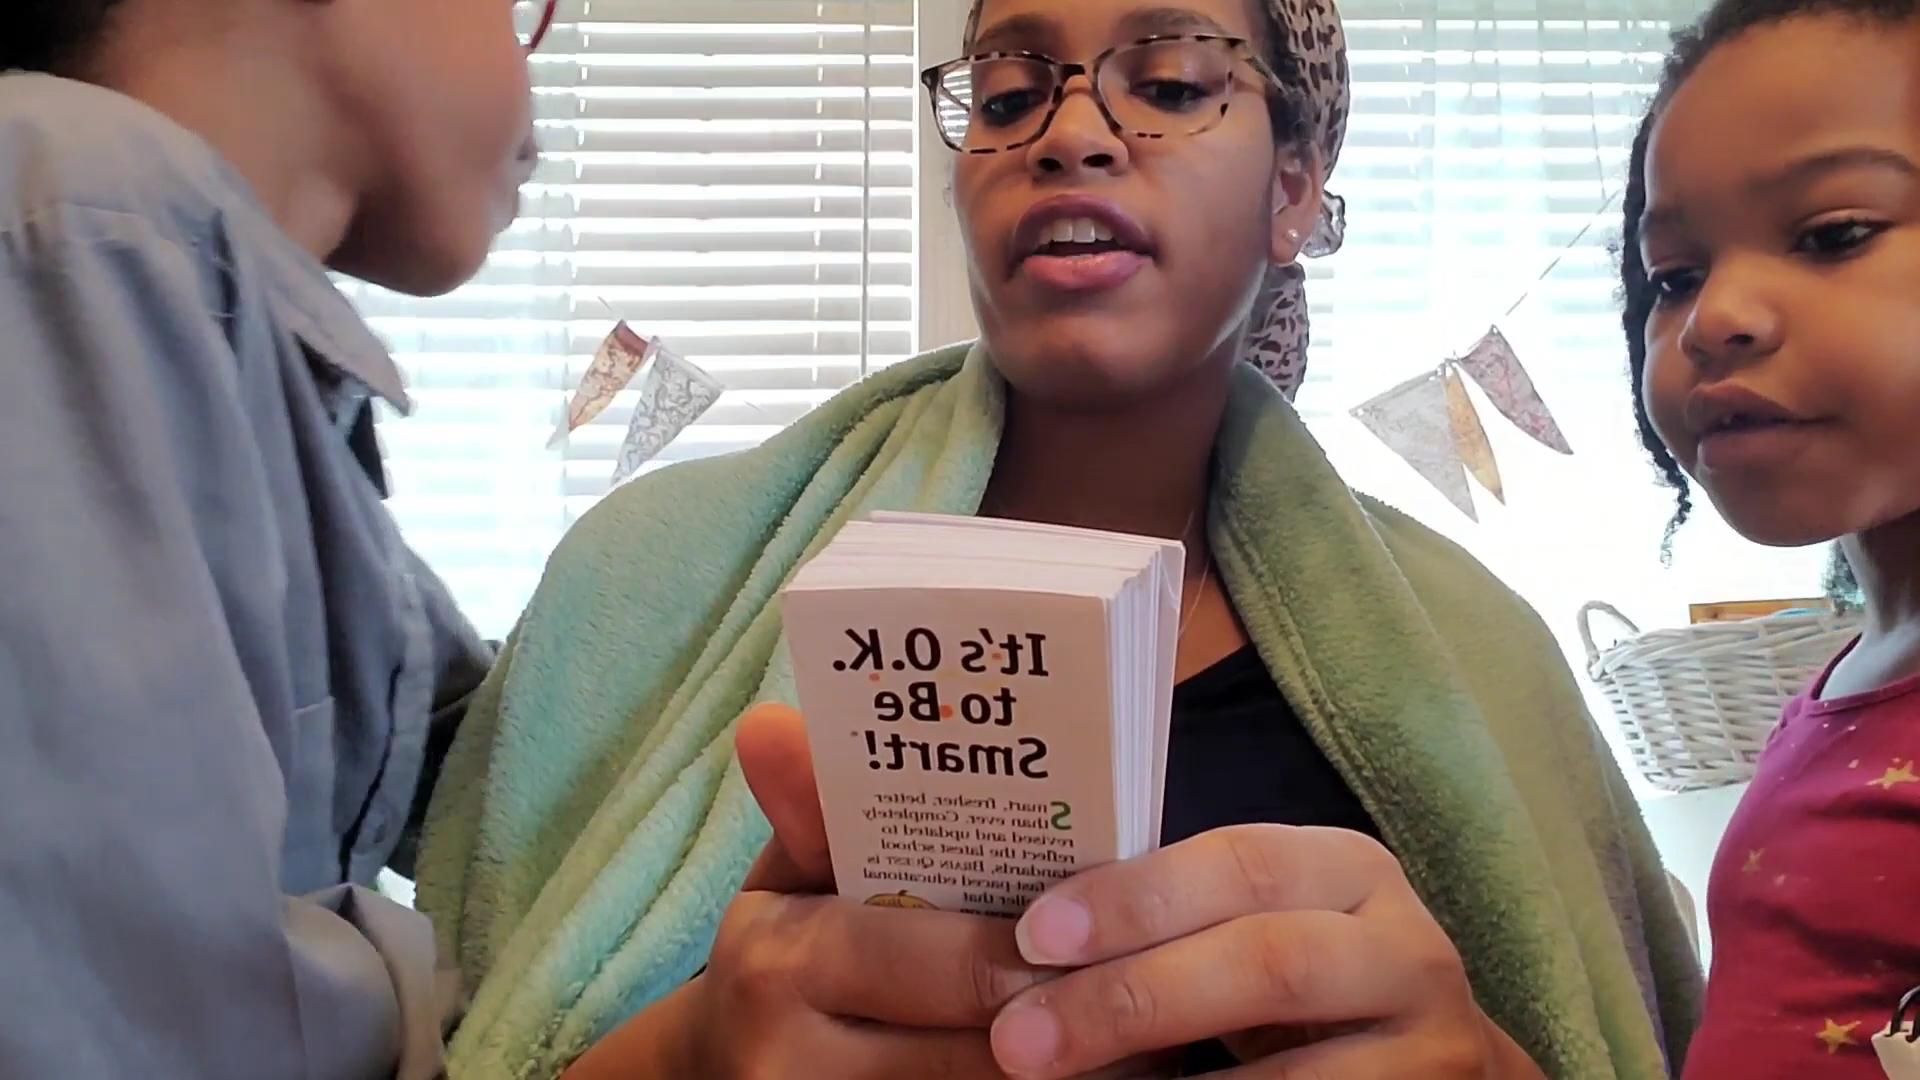 It's O.K.
to Be
Smart!
Smart, fresher, better
than ever. Completely
revised and updated to
reflect the latest school
standards, BRAIN QUEST is
fast-paced educational
that